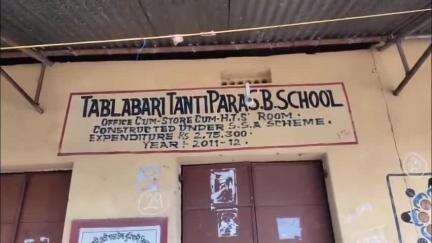 TABLABARI TANTI PARA S.B. SCHOOL
OFFICE CUM-STORE CUM-H.T.S' ROOM.
CONSTRUCTED UNDER S.S.A SCHEME.
EXPENDITURE Rs 2,75,300.
YEAR:- 2011-12.